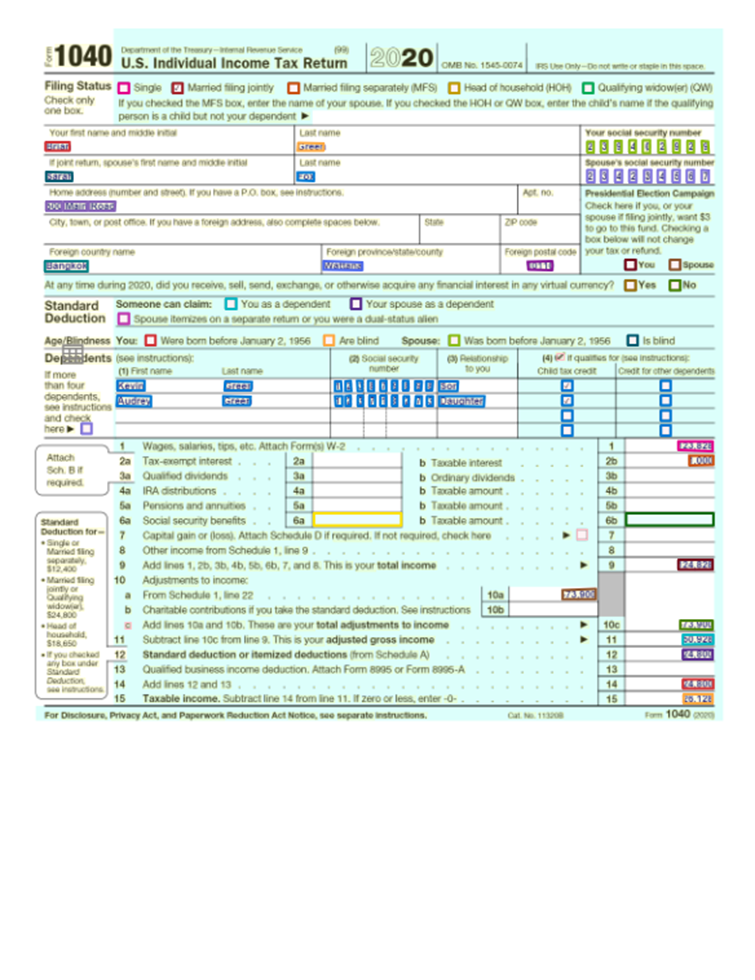 Form 1040 Department of the Treasury—Internal Revenue Service (99)
U.S. Individual Income Tax Return 2020 OMB No. 1545-0074 IRS Use Only—Do not write or staple in this space.
Filing Status Single Married filing jointly Married filing separately (MFS) Head of household (HOH) Qualifying widow(er) (QW)
Check only one box.
If you checked the MFS box, enter the name of your spouse. If you checked the HOH or QW box, enter the child's name if the qualifying
person is a child but not your dependent ▶
Your first name and middle initial Last name Your social security number
Brian Green
If joint return, spouse's first name and middle initial Last name Spouse's social security number
Sarah Fox
Home address (number and street). If you have a P.O. box, see instructions. Apt. no.
500 Main Road
Presidential Election Campaign
Check here if you, or your
spouse if filing jointly, want $3
to go to this fund. Checking a
box below will not change
your tax or refund.
You Spouse
City, town, or post office. If you have a foreign address, also complete spaces below. State ZIP code
Foreign country name Foreign province/state/county Foreign postal code
Bangkok Wattana
At any time during 2020, did you receive, sell, send, exchange, or otherwise acquire any financial interest in any virtual currency? Yes No
Standard Deduction
Someone can claim: You as a dependent Your spouse as a dependent
Spouse itemizes on a separate return or you were a dual-status alien
Age/Blindness You: Were born before January 2, 1956 Are blind Spouse: Was born before January 2, 1956 Is blind
Dependents (see instructions):
(1) First name Last name (2) Social security number (3) Relationship to you (4) if qualifies for (see instructions):
Child tax credit Credit for other dependents
If more
than four
dependents,
see instructions
and check
here ▶
Kevin Green Son
Audrey Green Daughter
Attach
Sch. B if
required.
1 Wages, salaries, tips, etc. Attach Form(s) W-2 1
2a Tax-exempt interest 2a b Taxable interest 2b
3a Qualified dividends 3a b Ordinary dividends 3b
4a IRA distributions 4a b Taxable amount 4b
5a Pensions and annuities 5a b Taxable amount 5b
6a Social security benefits 6a b Taxable amount 6b
7 Capital gain or (loss). Attach Schedule D if required. If not required, check here ▶ 7
8 Other income from Schedule 1, line 9 8
9 Add lines 1, 2b, 3b, 4b, 5b, 6b, 7, and 8. This is your total income ▶ 9
10 Adjustments to income:
a From Schedule 1, line 22 10a 73,900
b Charitable contributions if you take the standard deduction. See instructions 10b
c Add lines 10a and 10b. These are your total adjustments to income ▶ 10c 73,900
11 Subtract line 10c from line 9. This is your adjusted gross income ▶ 11
12 Standard deduction or itemized deductions (from Schedule A) 12
13 Qualified business income deduction. Attach Form 8995 or Form 8995-A 13
14 Add lines 12 and 13 14
15 Taxable income. Subtract line 14 from line 11. If zero or less, enter -0- 15
Standard
Deduction for—
• Single or
Married filing
separately,
$12,400
• Married filing
jointly or
Qualifying
widow(er),
$24,800
• Head of
household,
$18,650
• If you checked
any box under
Standard
Deduction,
see instructions.
For Disclosure, Privacy Act, and Paperwork Reduction Act Notice, see separate instructions. Cat. No. 11320B Form 1040 (2020)